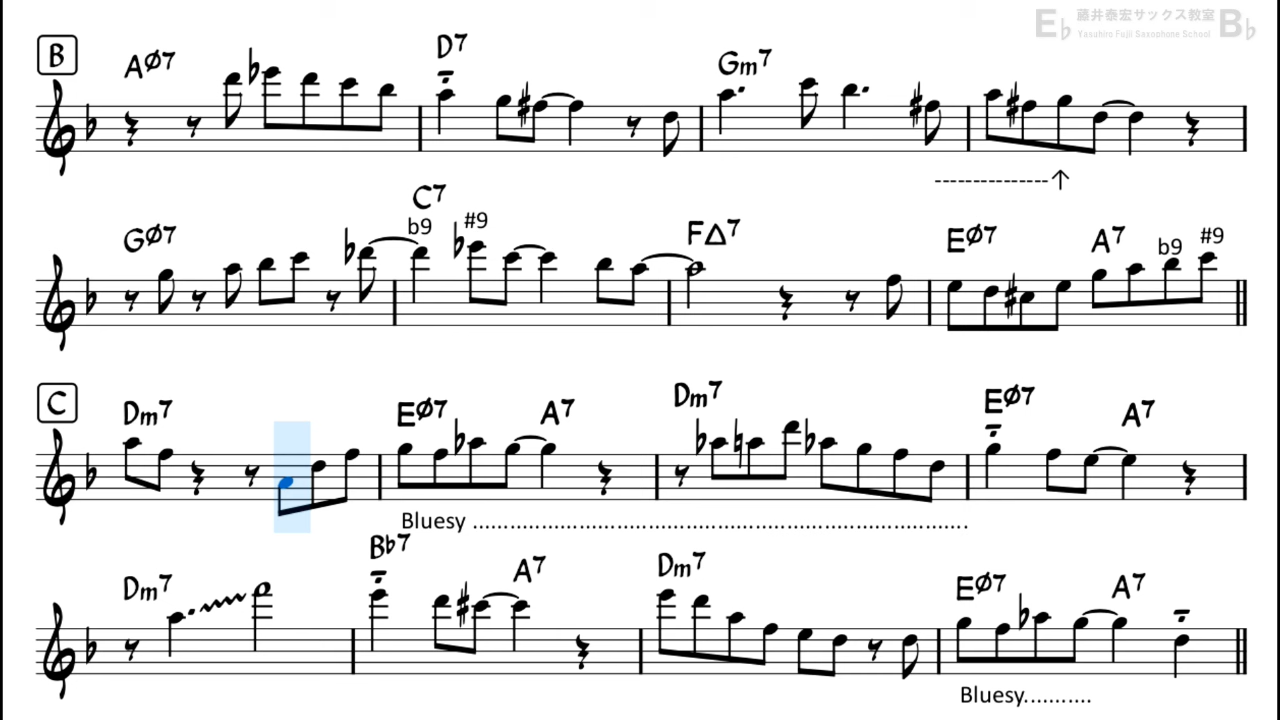 E♭ 藤井泰宏サックス教室 B♭
Yasuhiro Fujii Saxophone School
B
AØ7 D7 Gm7
GØ7 C7 F△7 EØ7 A7
b9 #9 b9 #9
C
Dm7 EØ7 A7 Dm7 EØ7 A7
Bluesy ................................................................................
Dm7 B♭7 A7 Dm7 EØ7 A7
Bluesy...........